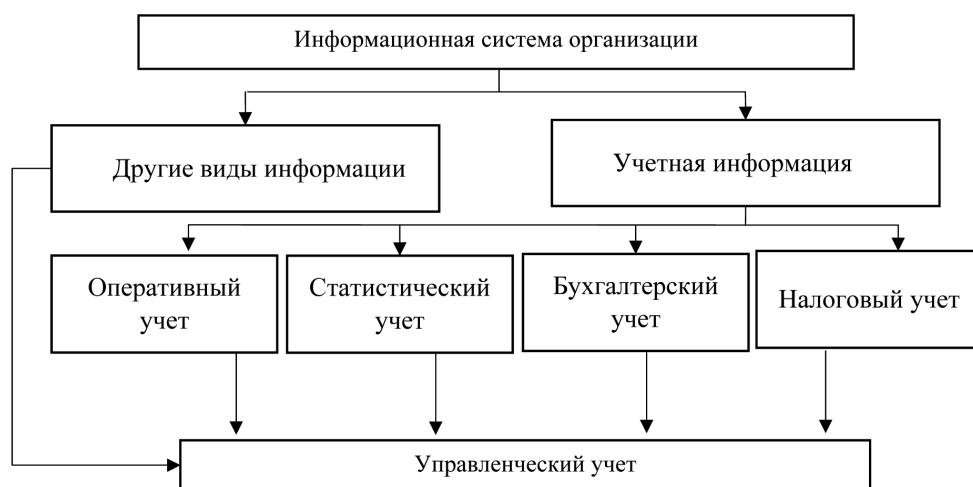 Информационная система организации
Другие виды информации
Учетная информация
Оперативный
учет
Статистический
учет
Бухгалтерский
учет
Налоговый учет
Управленческий учет